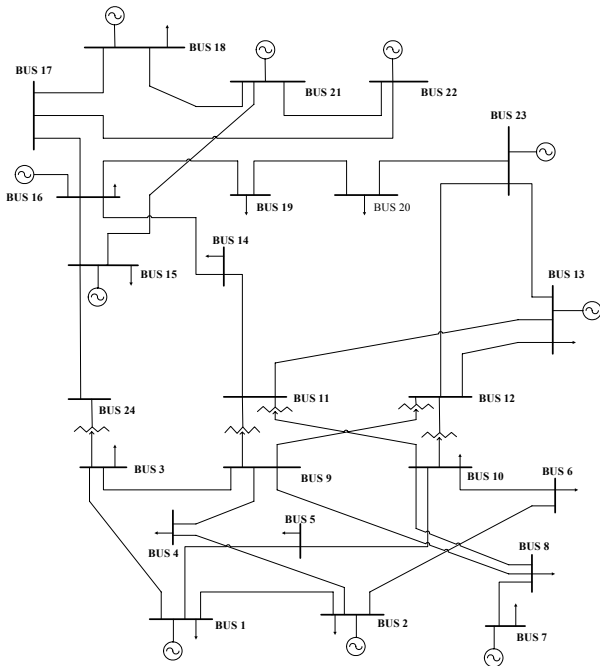 BUS 18
BUS 17
BUS 21
BUS 22
BUS 23
BUS 16
BUS 19
BUS 20
BUS 14
BUS 15
BUS 13
BUS 24
BUS 11
BUS 12
BUS 3
BUS 9
BUS 10
BUS 6
BUS 5
BUS 4
BUS 8
BUS 1
BUS 2
BUS 7